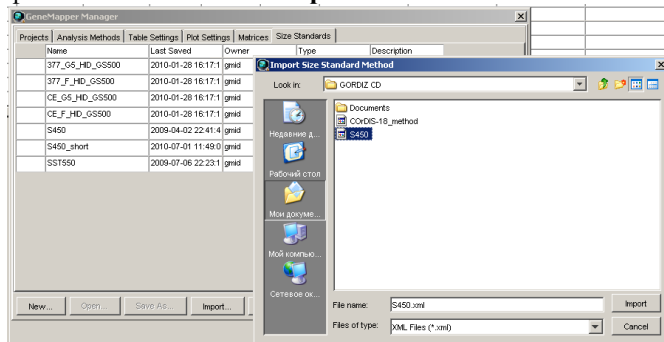 GeneMapper Manager
Projects Analysis Methods Table Settings Plot Settings Matrices Size Standards
Name Last Saved Owner Type Description
377_G5_HID_GS500 2010-01-28 16:17:1 gmid
377_F_HID_GS500 2010-01-28 16:17:1 gmid
CE_G5_HID_GS500 2010-01-28 16:17:1 gmid
CE_F_HID_GS500 2010-01-28 16:17:1 gmid
S450 2009-04-02 22:41:4 gmid
S450_short 2010-07-01 11:49:0 gmid
SST550 2009-07-06 22:23:1 gmid
New... Open... Save As... Import...
Import Size Standard Method
Look in: GORDIZ CD
Недавние д...
Рабочий стол
Мои докуме...
Мой компью...
Сетевое ок...
Documents
COrDIS-18_method
S450
File name: S450.xml Import
Files of type: XML Files (*.xml) Cancel